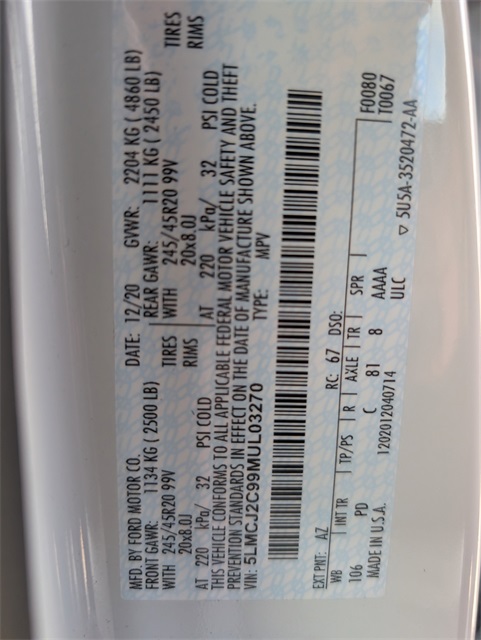 MFD. BY FORD MOTOR CO.
DATE: 12/20 GVWR: 2204 KG ( 4860 LB)
FRONT GAWR: 1134 KG ( 2500 LB)
REAR GAWR: 1111 KG ( 2450 LB)
WITH 245/45R20 99V TIRES
WITH 245/45R20 99V TIRES
20x8.0J RIMS
20x8.0J RIMS
AT 220 kPa/ 32 PSI COLD
AT 220 kPa/ 32 PSI COLD
THIS VEHICLE CONFORMS TO ALL APPLICABLE FEDERAL MOTOR VEHICLE SAFETY AND THEFT
PREVENTION STANDARDS IN EFFECT ON THE DATE OF MANUFACTURE SHOWN ABOVE.
VIN: 5LMCJ2C99MUL03270 TYPE: MPV
EXT PNT: AZ RC: 67 DSO:
F0080
T0067
WB INT TR TP/PS R AXLE TR SPR
106 PD C 81 8 AAAA
MADE IN U.S.A. 1202012040714 ULC
▽ 5U5A-3520472-AA